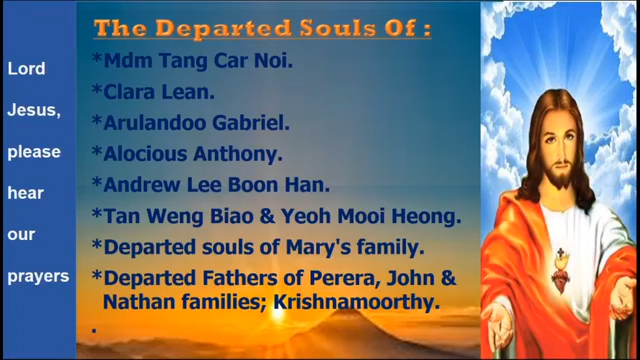 The Departed Souls Of :
Lord
Jesus,
please
hear
our
prayers
*Mdm Tang Car Noi.
*Clara Lean.
*Arulandoo Gabriel.
*Alocious Anthony.
*Andrew Lee Boon Han.
*Tan Weng Biao & Yeoh Mooi Heong.
*Departed souls of Mary's family.
*Departed Fathers of Perera, John &
Nathan families; Krishnamoorthy.
.